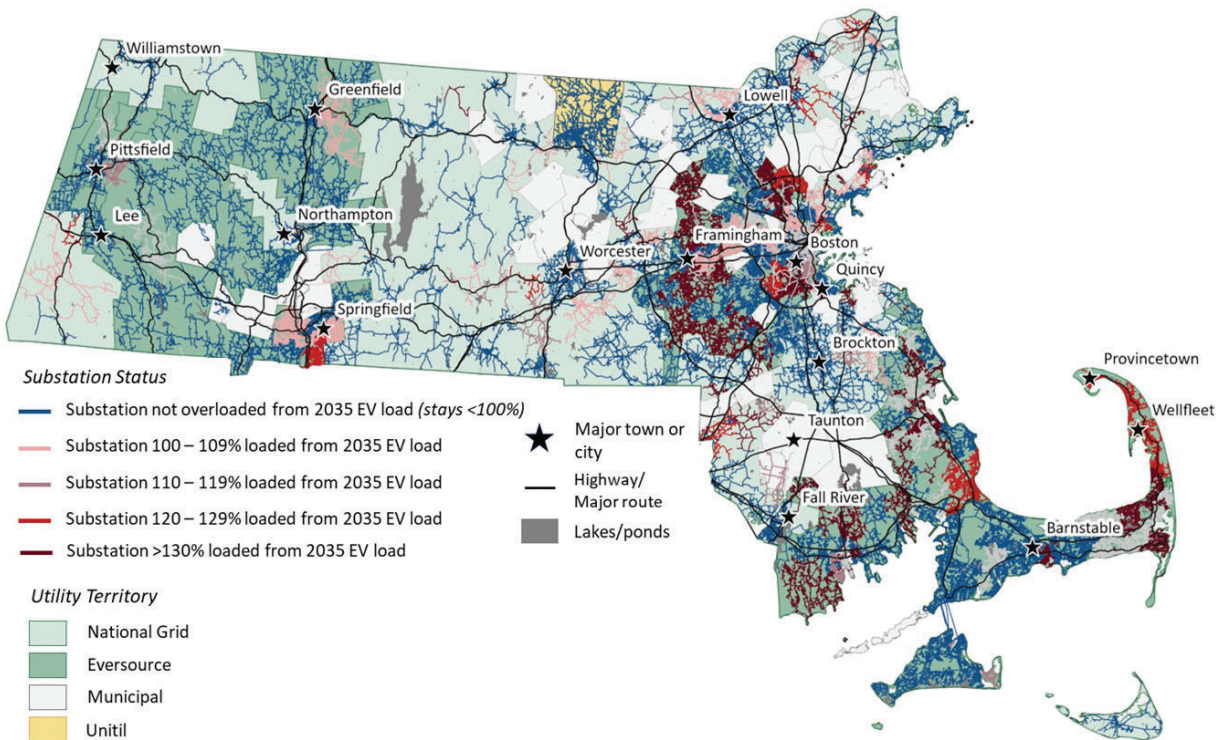 Williamstown
Greenfield
Lowell
Pittsfield
Lee
Northampton
Worcester
Framingham
Boston
Quincy
Springfield
Brockton
Provincetown
Wellfleet
Taunton
Fall River
Barnstable
Substation Status
Substation not overloaded from 2035 EV load (stays <100%)
Substation 100 – 109% loaded from 2035 EV load
Substation 110 – 119% loaded from 2035 EV load
Substation 120 – 129% loaded from 2035 EV load
Substation >130% loaded from 2035 EV load
Major town or
city
Highway/
Major route
Lakes/ponds
Utility Territory
National Grid
Eversource
Municipal
Unitil